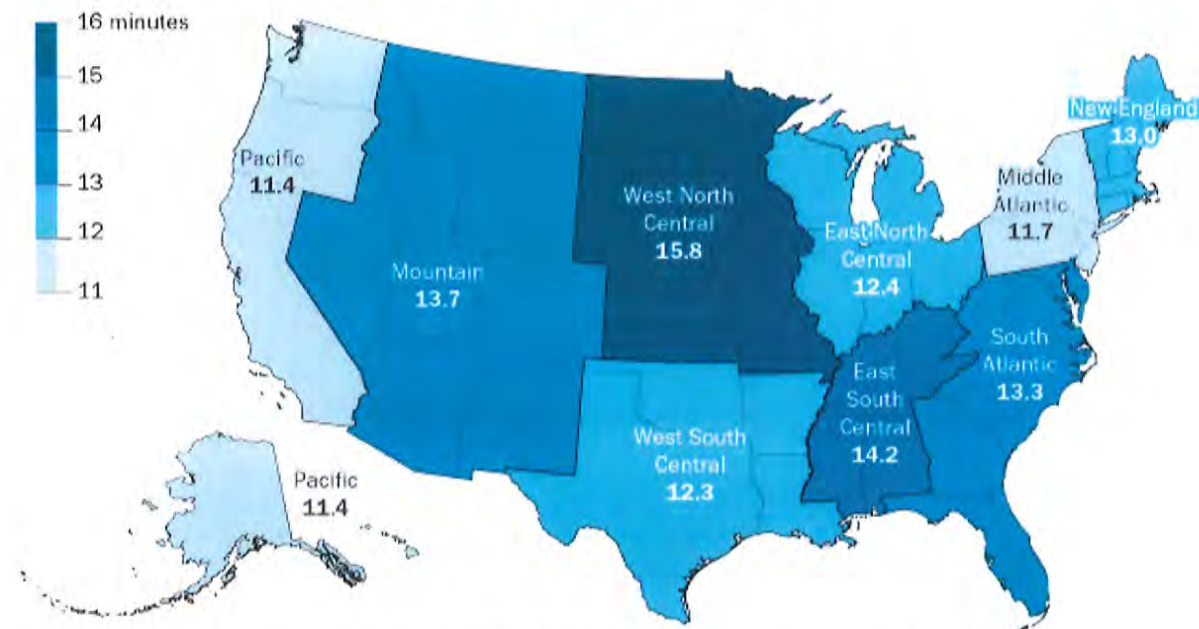 16 minutes
15
14
13
12
11
Pacific
11.4
Mountain
13.7
West North
Central
15.8
East North
Central
12.4
New England
13.0
Middle
Atlantic
11.7
South
Atlantic
13.3
East
South
Central
14.2
West South
Central
12.3
Pacific
11.4